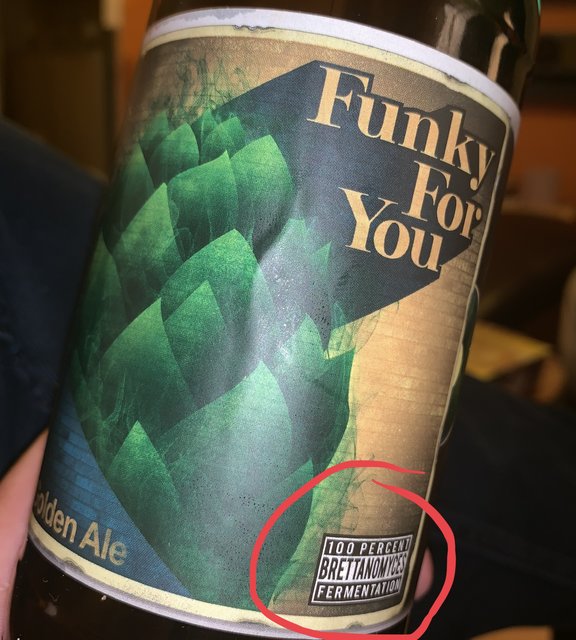 Funky
For
You
olden Ale
100 PERCENT
BRETTANOMYCES
FERMENTATION